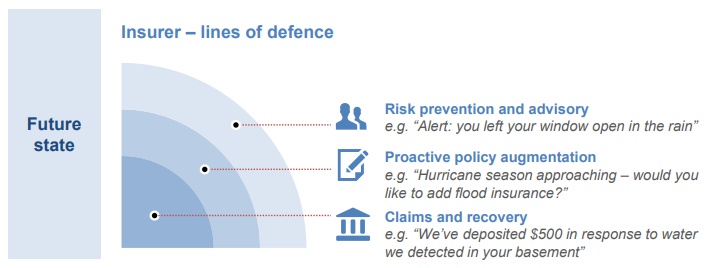 Insurer – lines of defence
Future
state
Risk prevention and advisory
e.g. “Alert: you left your window open in the rain”
Proactive policy augmentation
e.g. “Hurricane season approaching – would you
like to add flood insurance?”
Claims and recovery
e.g. “We’ve deposited $500 in response to water
we detected in your basement”